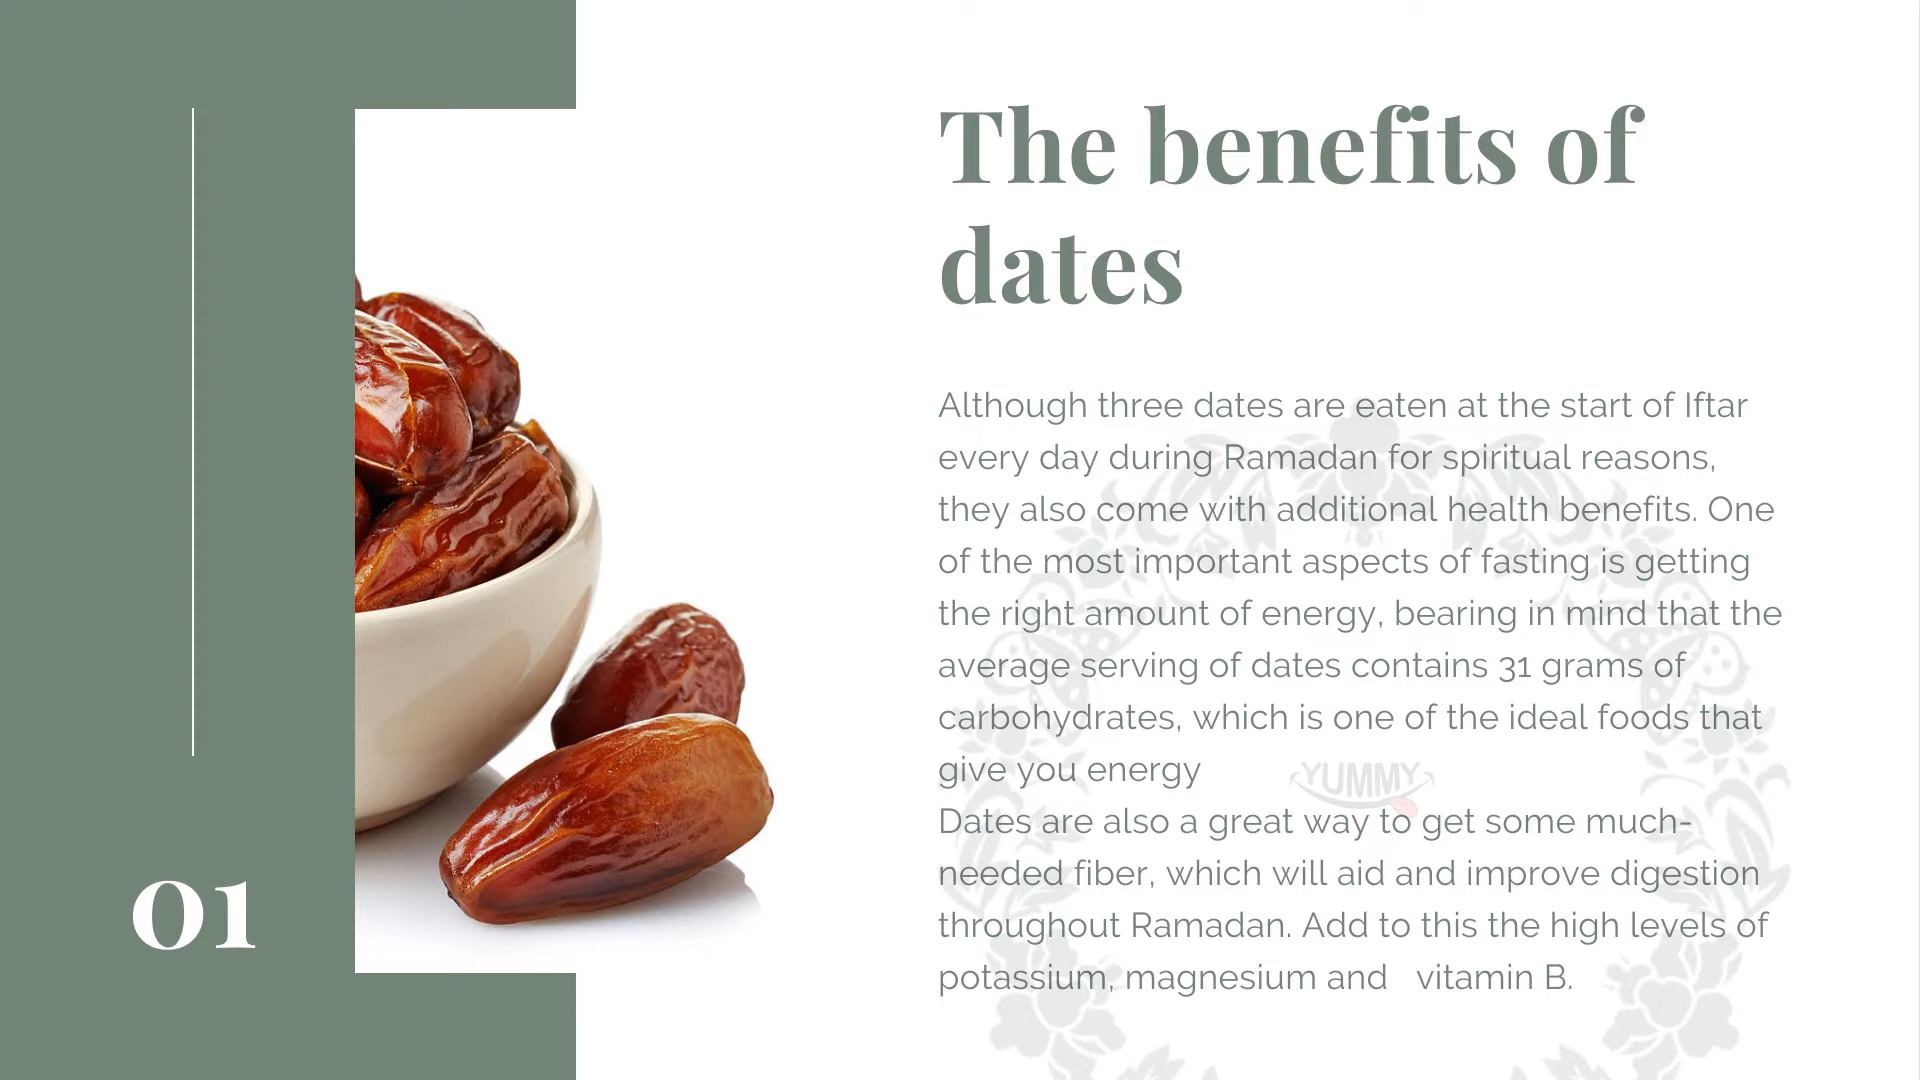 The benefits of
dates
Although three dates are eaten at the start of Iftar
every day during Ramadan for spiritual reasons,
they also come with additional health benefits. One
of the most important aspects of fasting is getting
the right amount of energy, bearing in mind that the
average serving of dates contains 31 grams of
carbohydrates, which is one of the ideal foods that
give you energy
YUMMY
Dates are also a great way to get some much-
needed fiber, which will aid and improve digestion
throughout Ramadan. Add to this the high levels of
potassium, magnesium and   vitamin B.
01